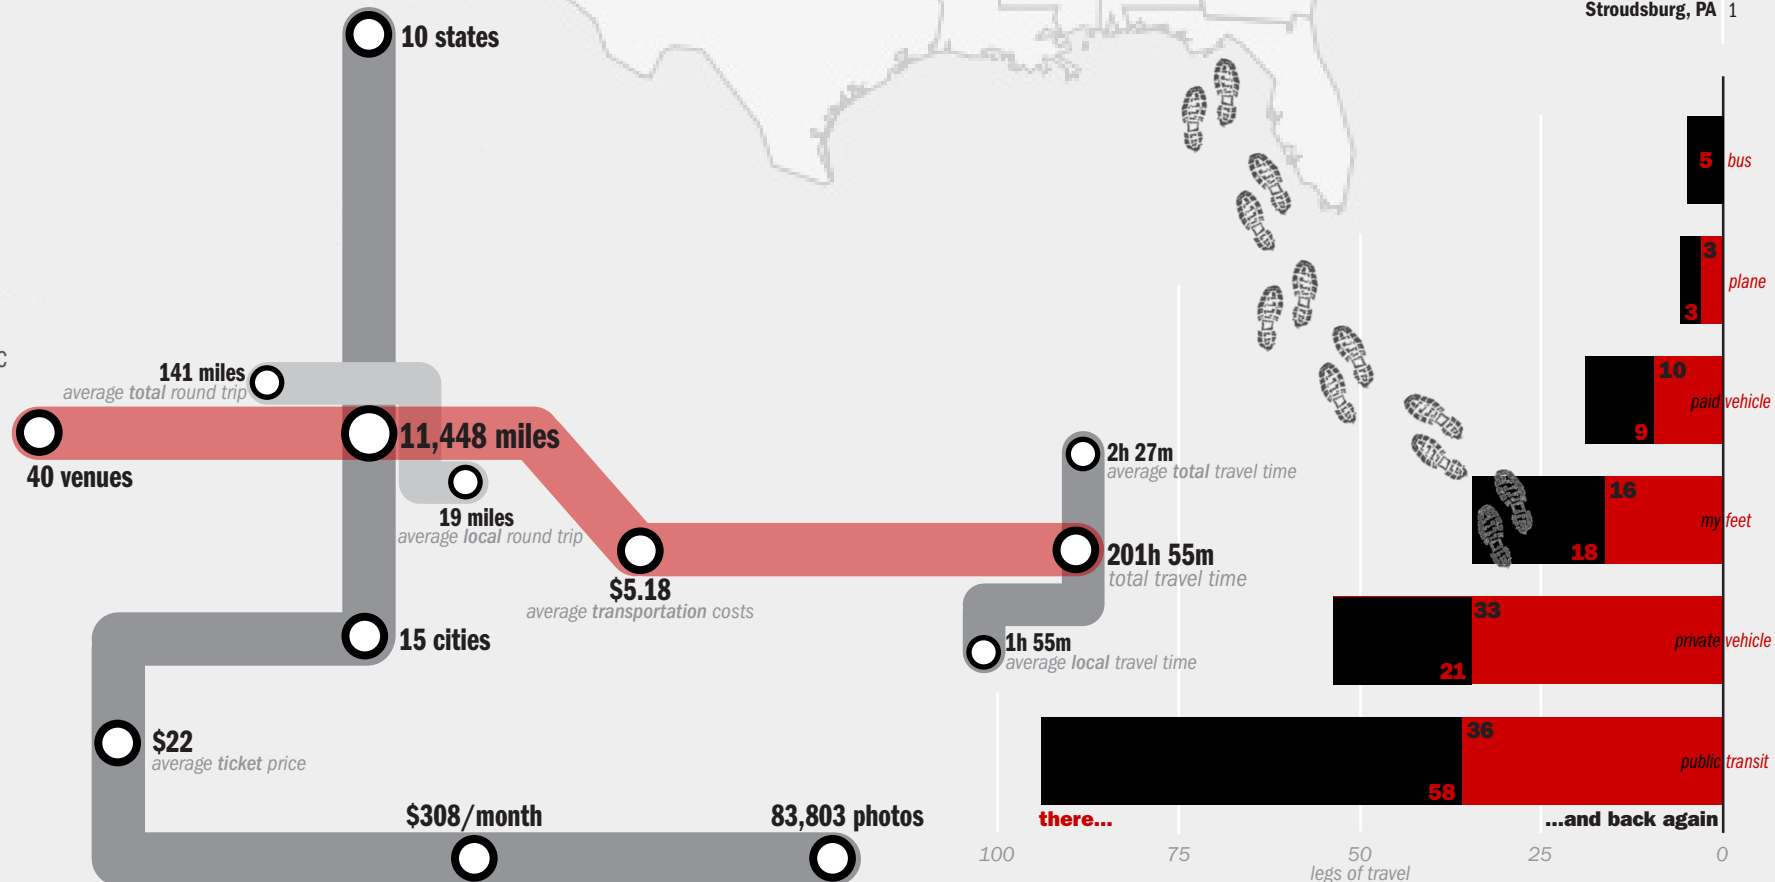 10 states
Stroudsburg, PA 1
5 bus
3
plane
3
C
141 miles
average total round trip
10
paid vehicle
9
11,448 miles
40 venues
2h 27m
average total travel time
19 miles
average local round trip
16
my feet
18
201h 55m
total travel time
$5.18
average transportation costs
15 cities
1h 55m
average local travel time
33
private vehicle
21
$22
average ticket price
36
public transit
58
$308/month
83,803 photos
there...
...and back again
100 75 50 25 0
legs of travel